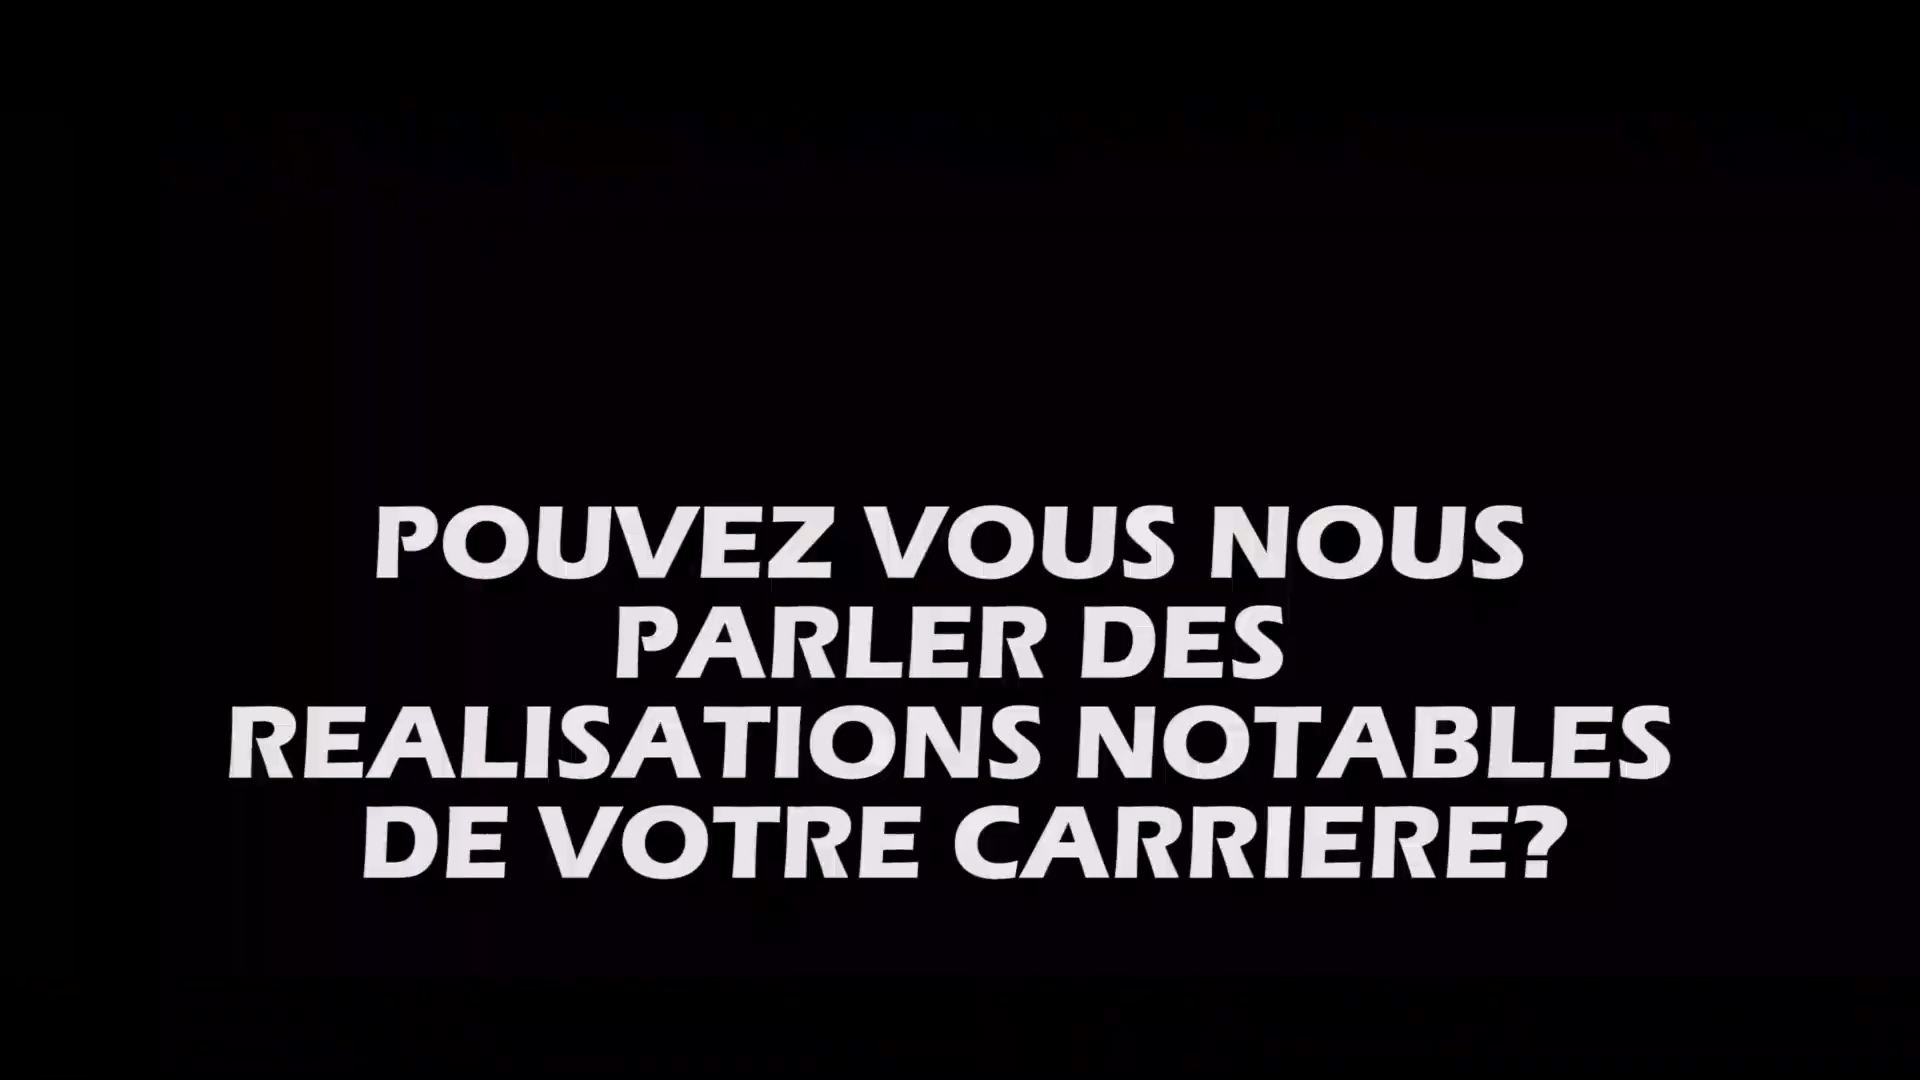 POUVEZ VOUS NOUS
PARLER DES
REALISATIONS NOTABLES
DE VOTRE CARRIERE?